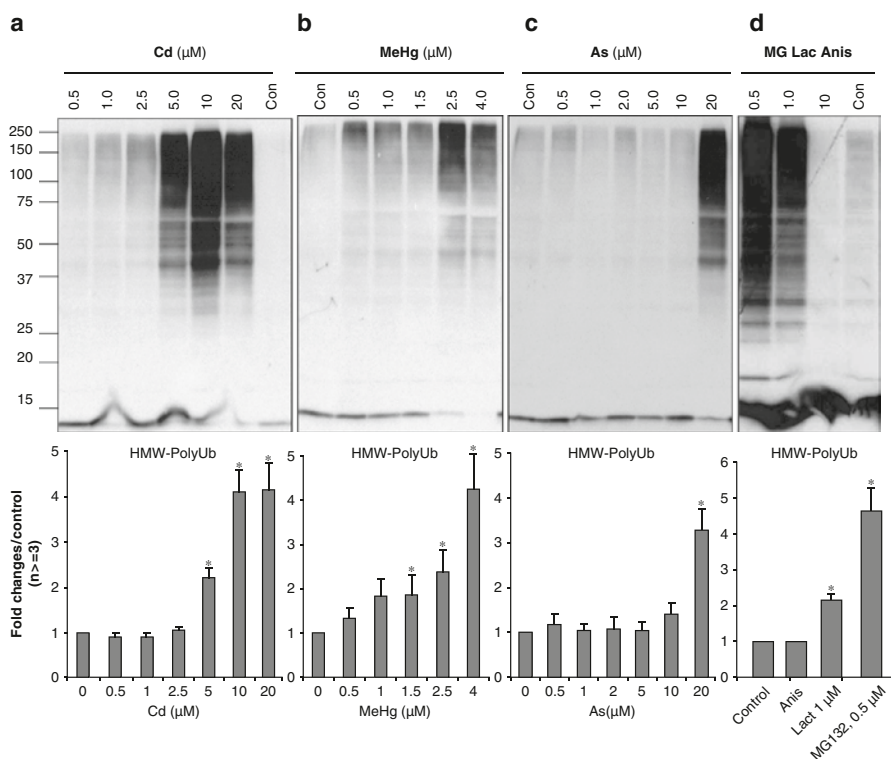 a
b
c
d
Cd (µM)
MeHg (µM)
As (µM)
MG Lac Anis
0.5 1.0 2.5 5.0 10 20 Con
Con 0.5 1.0 1.5 2.5 4.0
Con 0.5 1.0 2.0 5.0 10 20
0.5 1.0 10 Con
250
150
100
75
50
37
25
20
15
HMW-PolyUb
Fold changes/control
(n>=3)
5
4
3
2
1
0
* * *
0 0.5 1 2.5 5 10 20
Cd (µM)
HMW-PolyUb
5
4
3
2
1
0
* * *
0 0.5 1 1.5 2.5 4
MeHg (µM)
HMW-PolyUb
5
4
3
2
1
0
*
0 0.5 1 2 5 10 20
As(µM)
HMW-PolyUb
6
5
4
3
2
1
0
* *
Control
Anis
Lact 1 µM
MG132, 0.5 µM